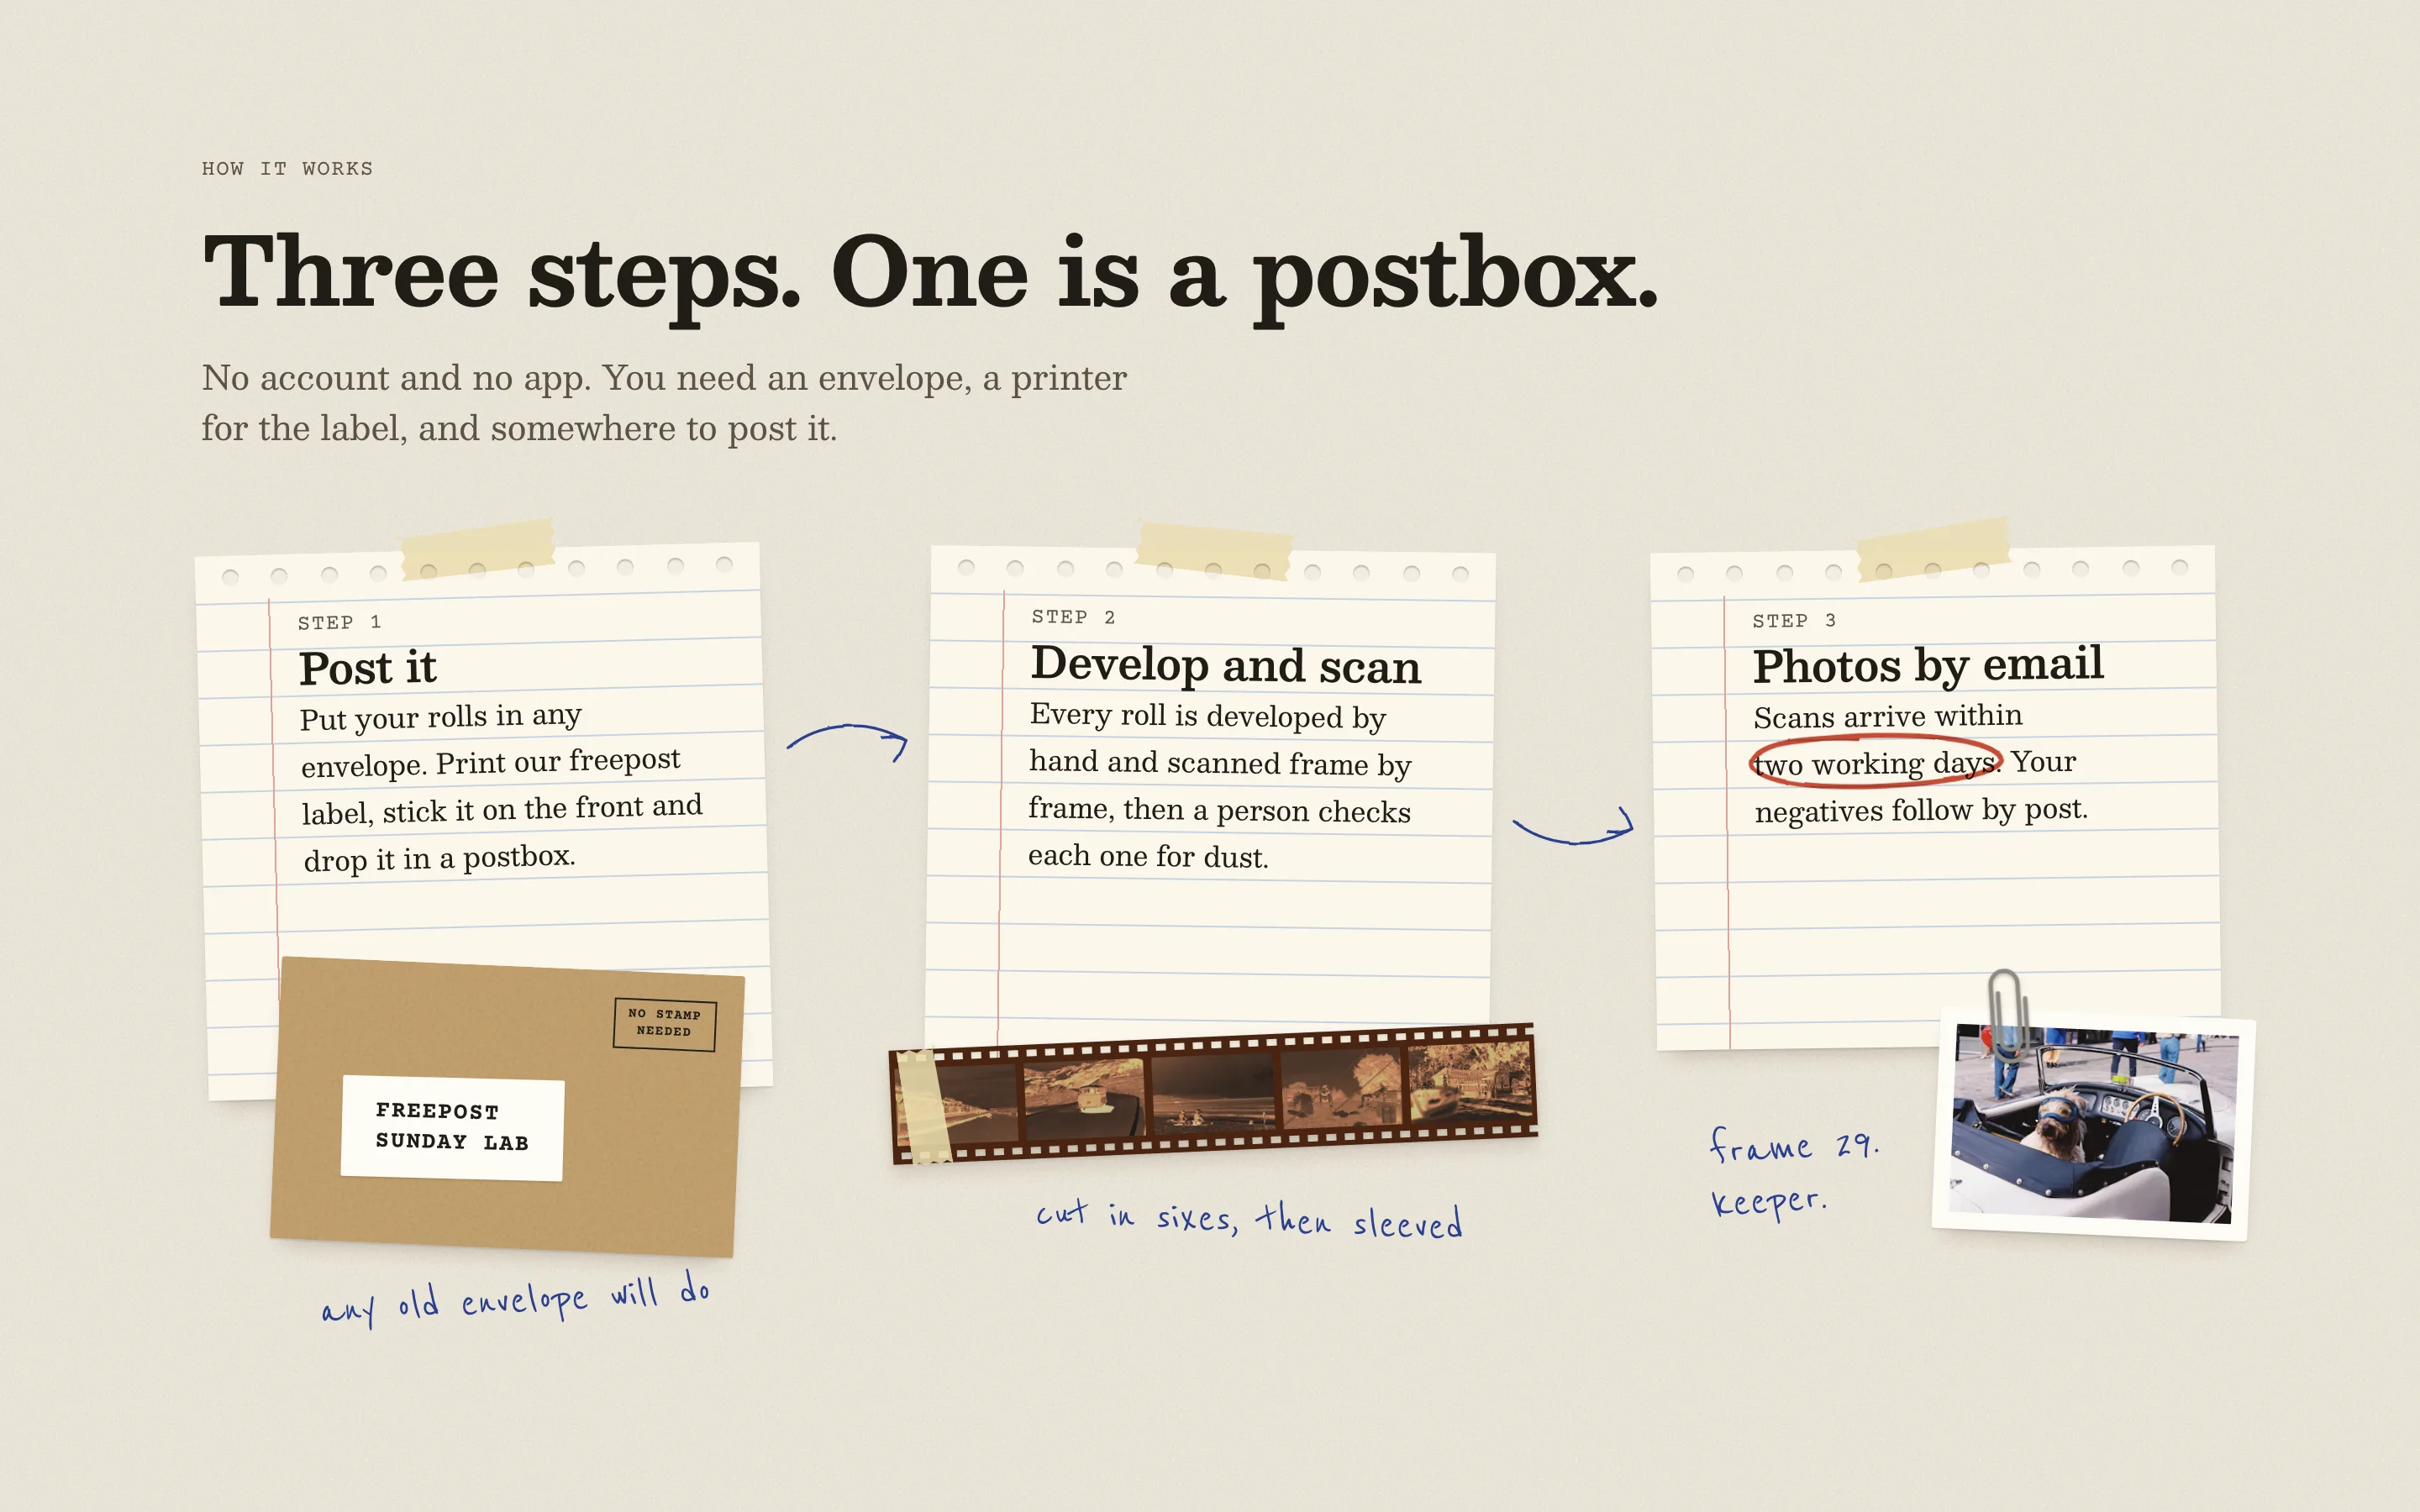 HOW IT WORKS
Three steps. One is a postbox.
No account and no app. You need an envelope, a printer
for the label, and somewhere to post it.
STEP 1
Post it
Put your rolls in any
envelope. Print our freepost
label, stick it on the front and
drop it in a postbox.
NO STAMP
NEEDED
FREEPOST
SUNDAY LAB
any old envelope will do
STEP 2
Develop and scan
Every roll is developed by
hand and scanned frame by
frame, then a person checks
each one for dust.
cut in sixes, then sleeved
STEP 3
Photos by email
Scans arrive within
two working days. Your
negatives follow by post.
frame 29.
keeper.